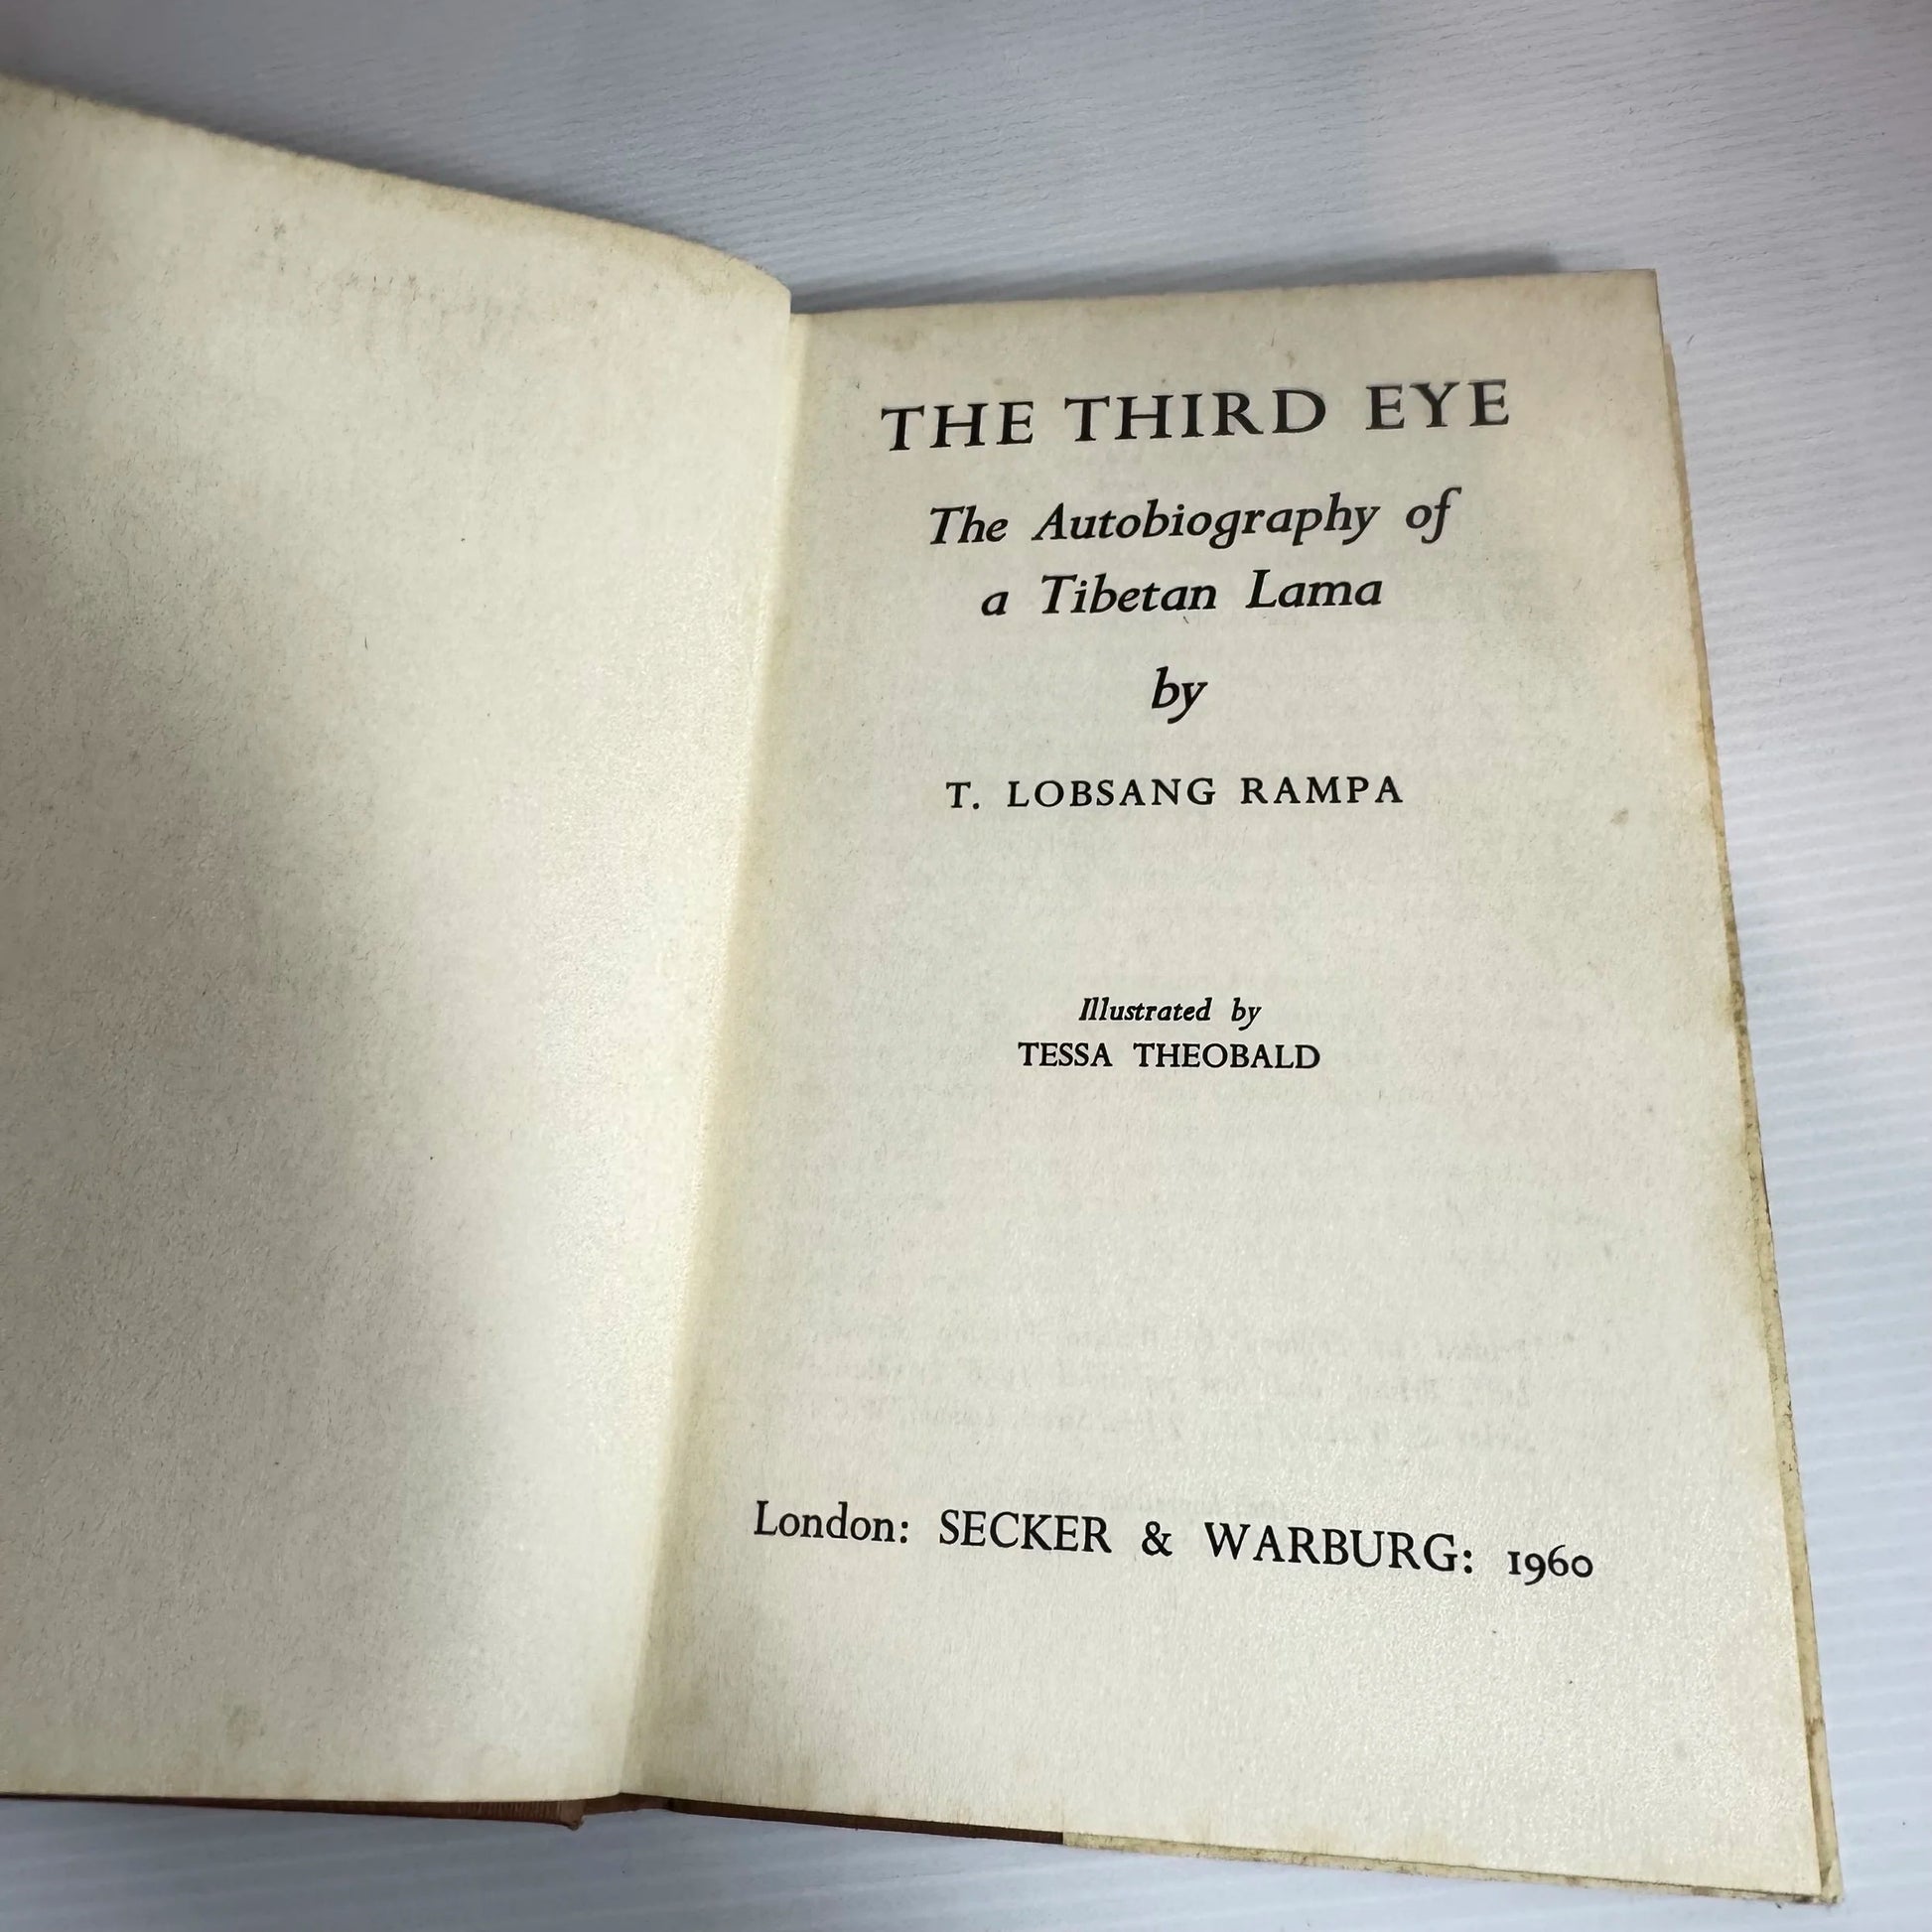 THE THIRD EYE
The Autobiography of
a Tibetan Lama
by
T. LOBSANG RAMPA
Illustrated by
TESSA THEOBALD
London: SECKER & WARBURG: 1960